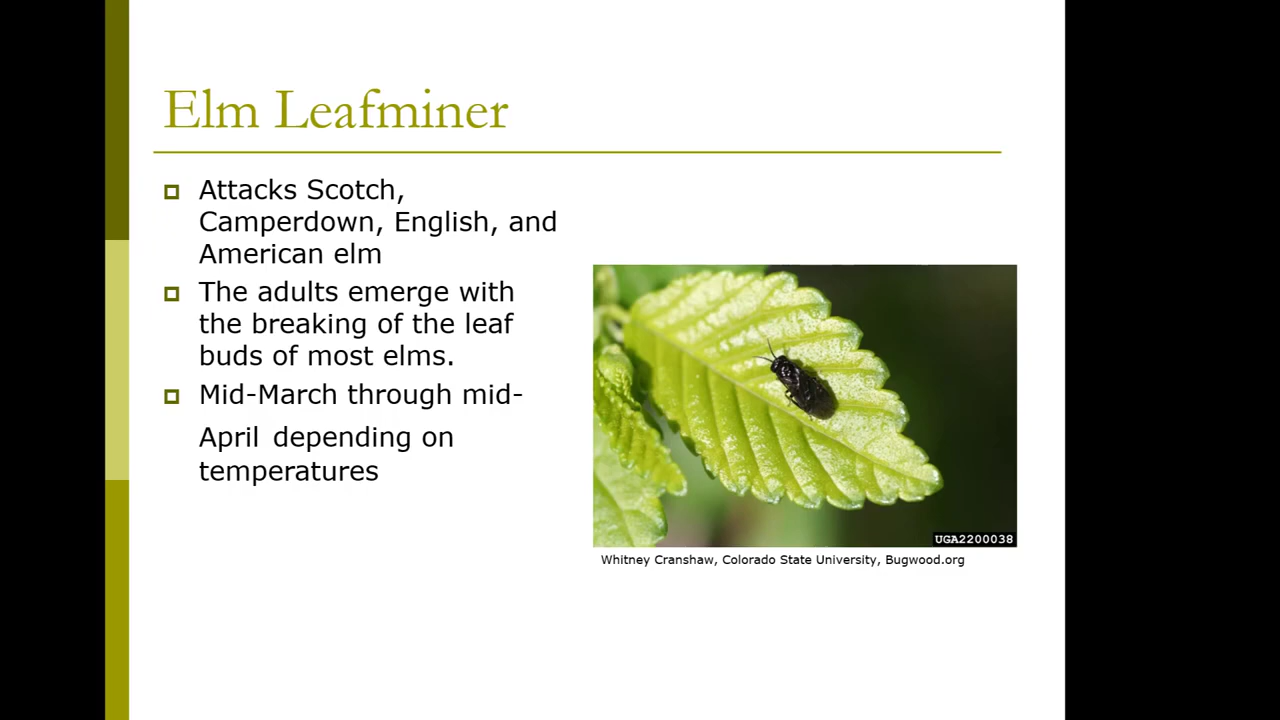 Elm Leafminer
Attacks Scotch,
Camperdown, English, and
American elm
The adults emerge with
the breaking of the leaf
buds of most elms.
Mid-March through mid-
April depending on
temperatures
UGA2200038
Whitney Cranshaw, Colorado State University, Bugwood.org